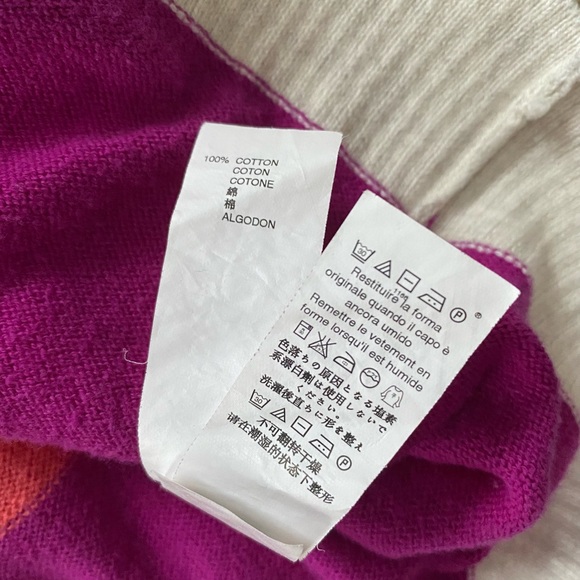 100% COTTON
COTON
COTONE
綿
棉
ALGODON
30
P
®
Restituire la forma
1186
originale quando il capo è
ancora umido
Remettre le vetement en
forme lorsqu'il est humide
色落ちの原因となる塩素
系漂白剤は使用しないで
ください。
洗濯後直ちに形を整え
30
P
不可翻转干燥
请在潮湿的状态下整形